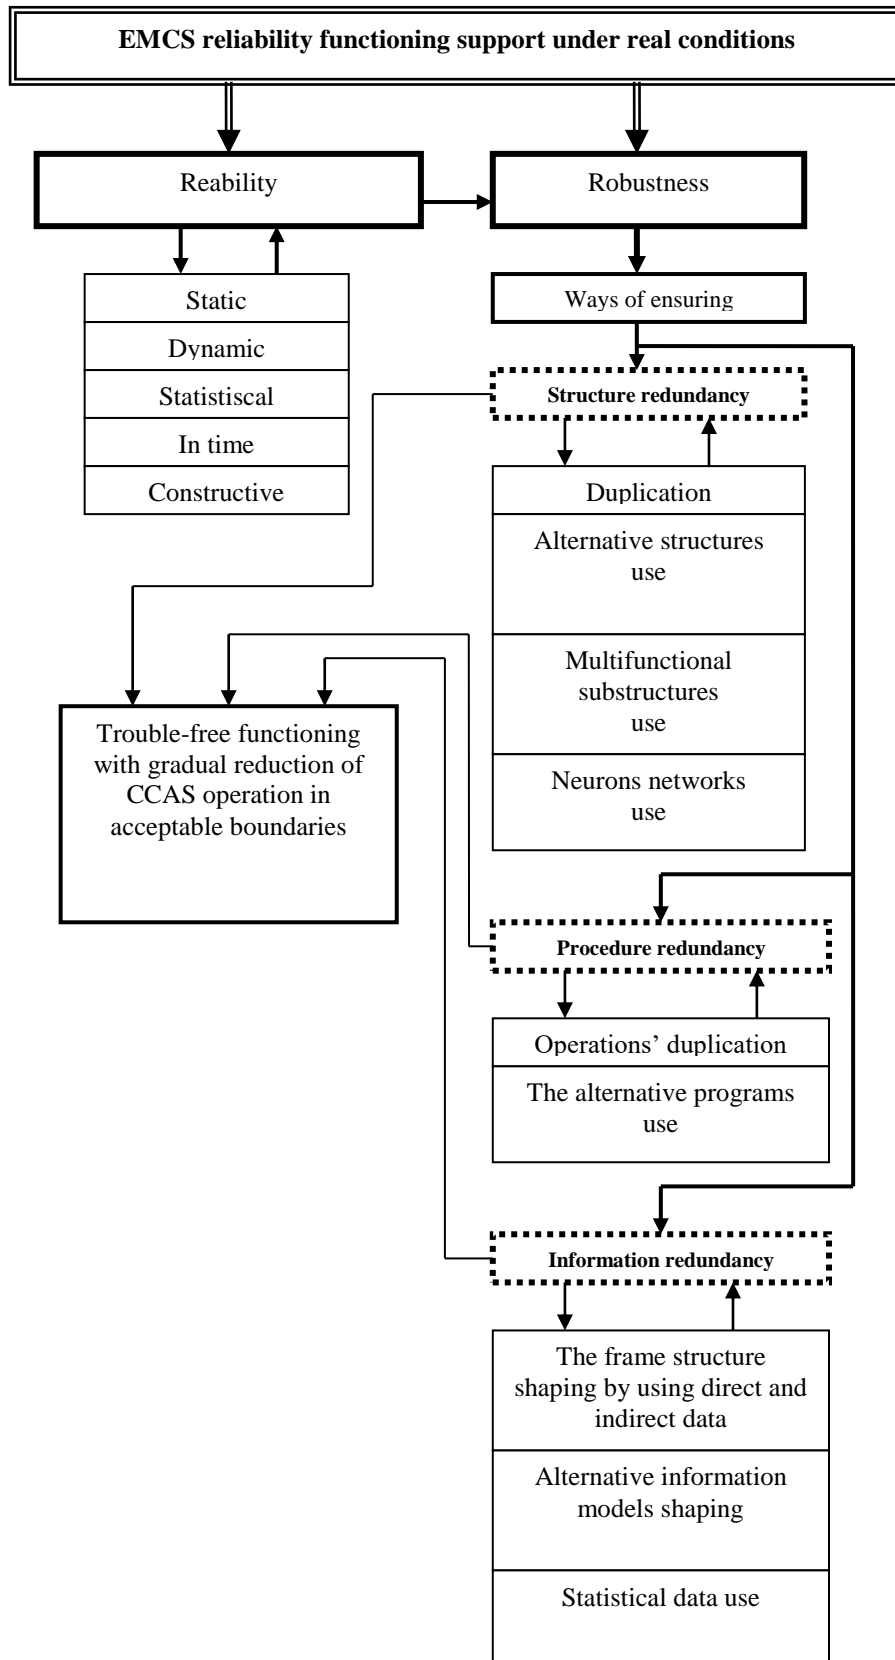 EMCS reliability functioning support under real conditions
Reability
Robustness
Static
Dynamic
Statistiscal
In time
Constructive
Ways of ensuring
Structure redundancy
Duplication
Alternative structures
use
Multifunctional
substructures
use
Neurons networks
use
Trouble-free functioning
with gradual reduction of
CCAS operation in
acceptable boundaries
Procedure redundancy
Operations’ duplication
The alternative programs
use
Information redundancy
The frame structure
shaping by using direct and
indirect data
Alternative information
models shaping
Statistical data use